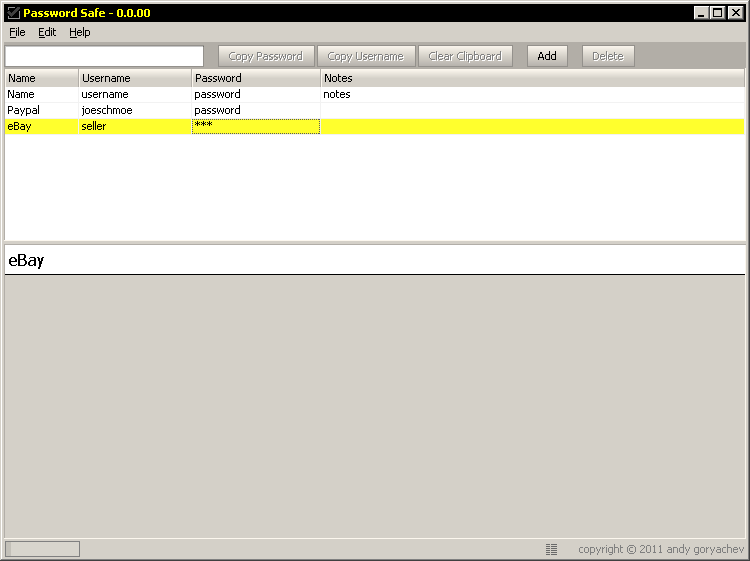 Password Safe - 0.0.00
File Edit Help
Copy Password Copy Username Clear Clipboard Add Delete
Name Username Password Notes
Name username password notes
Paypal joeschmoe password
eBay seller ***
eBay
copyright © 2011 andy goryachev